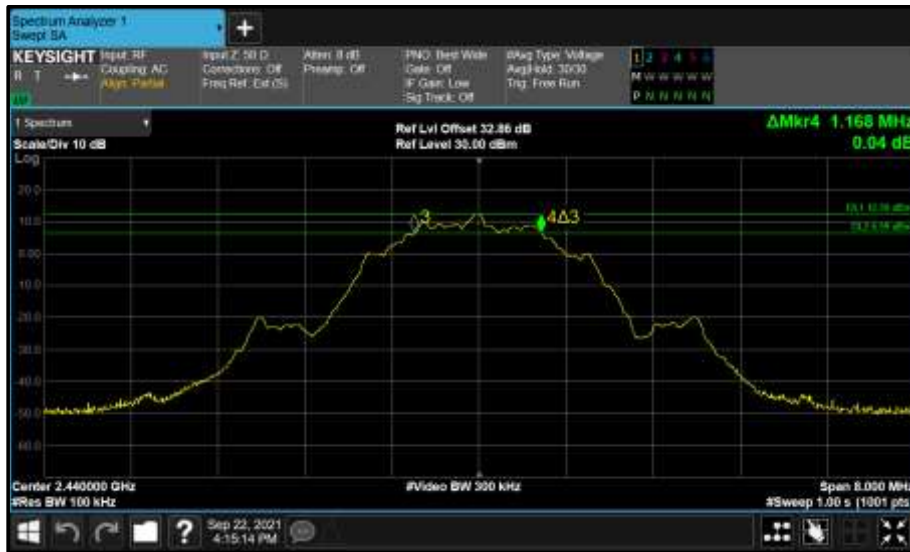 Spectrum Analyzer 1
Swept SA
+
KEYSIGHT
R T
Input: RF
Coupling: AC
Align: Partial
Input Z: 50 Ω
Corrections: Off
Freq Ref: Ext (S)
Atten: 8 dB
Preamp: Off
PNO: Best Wide
Gate: Off
IF Gain: Low
Sig Track: Off
#Avg Type: Voltage
Avg|Hold: 30/30
Trig: Free Run
1 2 3 4 5 6
M W W W W W
P N N N N N
1 Spectrum
Scale/Div 10 dB
Log
Ref Lvl Offset 32.86 dB
Ref Level 30.00 dBm
ΔMkr4 1.168 MHz
0.04 dB
20.0
10.0
0.00
-10.0
-20.0
-30.0
-40.0
-50.0
-60.0
3
4Δ3
Center 2.440000 GHz
#Res BW 100 kHz
#Video BW 300 kHz
Span 8.000 MHz
#Sweep 1.00 s (1001 pts
?
Sep 22, 2021
4:15:14 PM